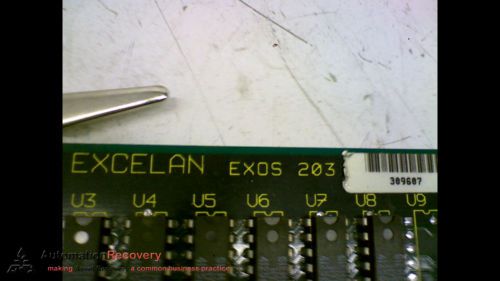 EXCELAN EXOS 203
309607
U3 U4 U5 U6 U7 U8 U9
AutomationRecovery
making a common business practice